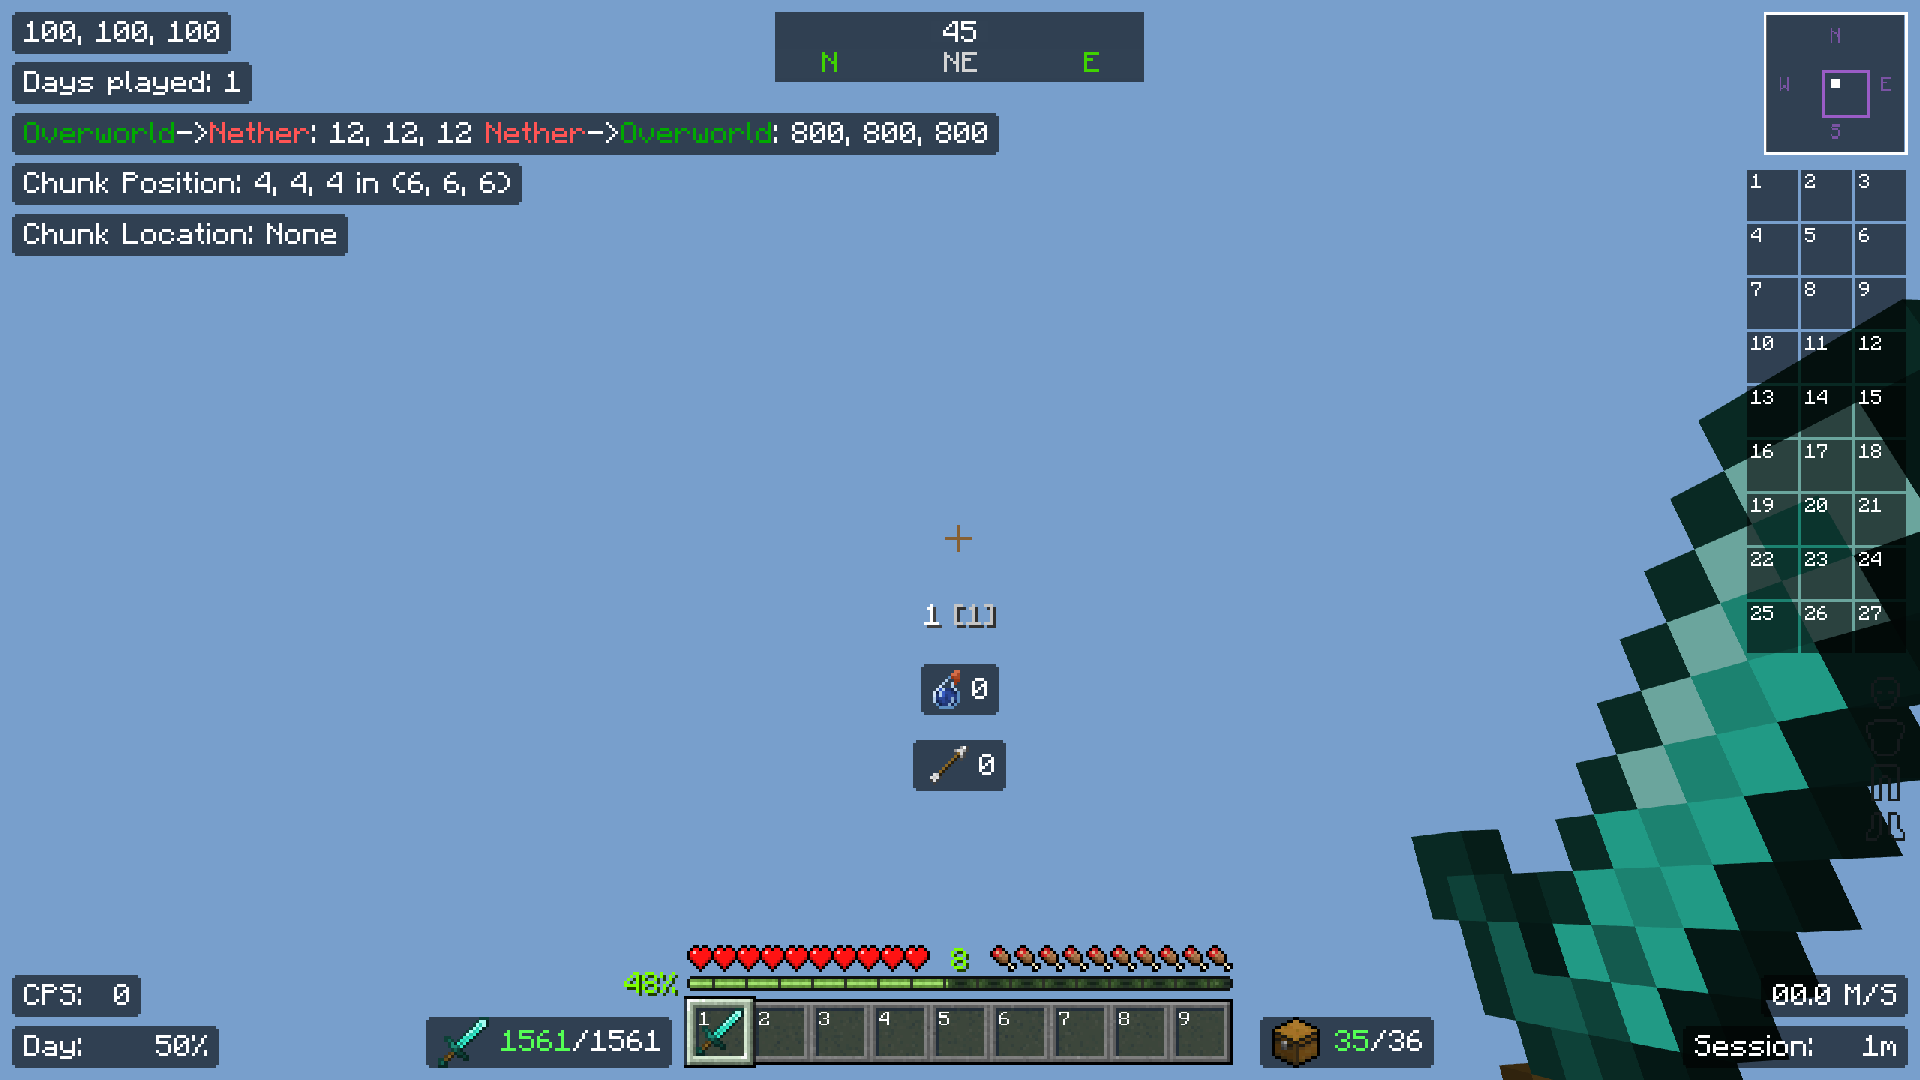 100, 100, 100
Days played: 1
Overworld->Nether: 12, 12, 12 Nether->Overworld: 800, 800, 800
Chunk Position: 4, 4, 4 in (6, 6, 6)
Chunk Location: None
45
N NE E
N
W E
S
1 2 3
4 5 6
7 8 9
10 11 12
13 14 15
16 17 18
19 20 21
22 23 24
25 26 27
1 [1]
0
0
8
48%
CPS: 0
Day: 50%
1561/1561
1 2 3 4 5 6 7 8 9
35/36
00.0 M/S
Session: 1m